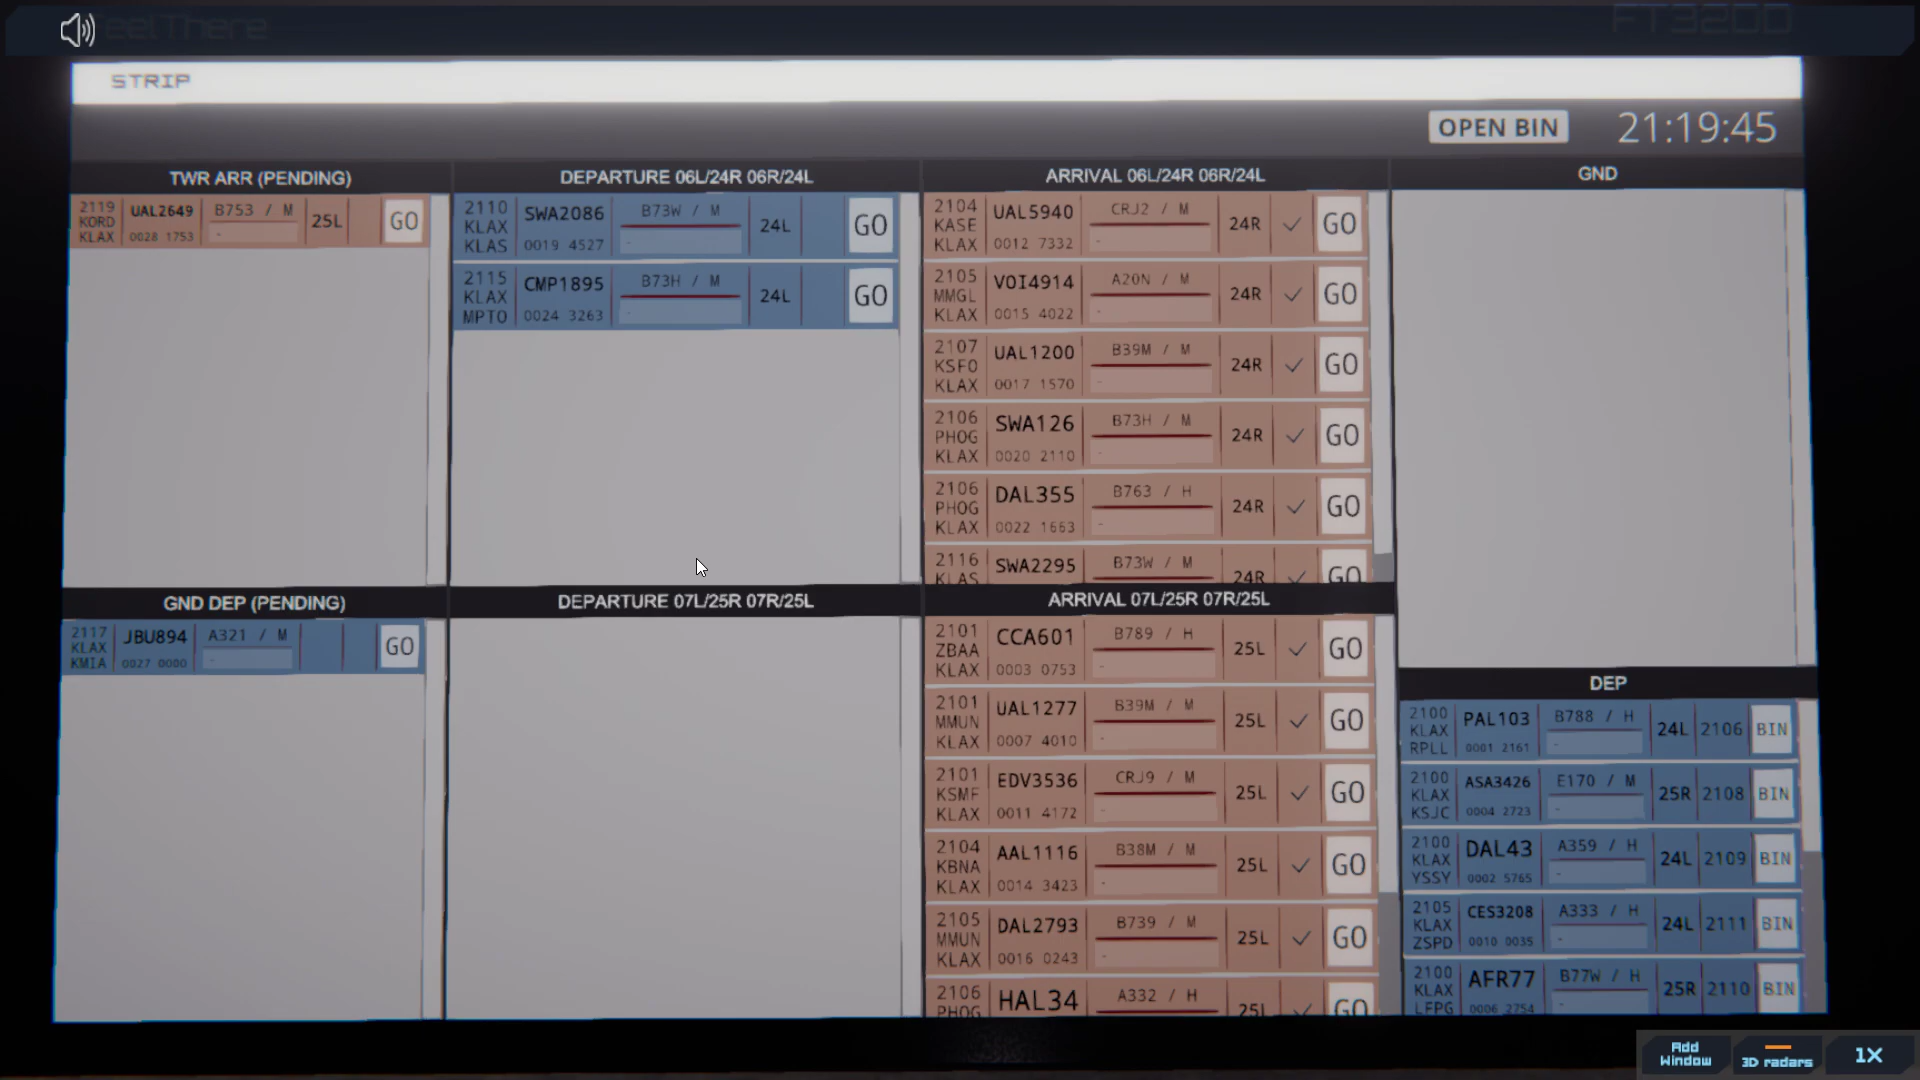 FeelThere
FT3200
STRIP
OPEN BIN
21:19:45
TWR ARR (PENDING)
2119 UAL2649 B753 / M 25L GO
KORD
KLAX 0028 1753 -
DEPARTURE 06L/24R 06R/24L
2110 SWA2086 B73W / M 24L GO
KLAX
KLAS 0019 4527 -
2115 CMP1895 B73H / M 24L GO
KLAX
MPTO 0024 3263 -
ARRIVAL 06L/24R 06R/24L
2104 UAL5940 CRJ2 / M 24R ✓ GO
KASE
KLAX 0012 7332 -
2105 VOI4914 A20N / M 24R ✓ GO
MMGL
KLAX 0015 4022 -
2107 UAL1200 B39M / M 24R ✓ GO
KSFO
KLAX 0017 1570 -
2106 SWA126 B73H / M 24R ✓ GO
PHOG
KLAX 0020 2110 -
2106 DAL355 B763 / H 24R ✓ GO
PHOG
KLAX 0022 1663 -
2116 SWA2295 B73W / M 24R ✓ GO
KLAS
GND
GND DEP (PENDING)
2117 JBU894 A321 / M GO
KLAX
KMIA 0027 0000 -
DEPARTURE 07L/25R 07R/25L
ARRIVAL 07L/25R 07R/25L
2101 CCA601 B789 / H 25L ✓ GO
ZBAA
KLAX 0003 0753 -
2101 UAL1277 B39M / M 25L ✓ GO
MMUN
KLAX 0007 4010 -
2101 EDV3536 CRJ9 / M 25L ✓ GO
KSMF
KLAX 0011 4172 -
2104 AAL1116 B38M / M 25L ✓ GO
KBNA
KLAX 0014 3423 -
2105 DAL2793 B739 / M 25L ✓ GO
MMUN
KLAX 0016 0243 -
2106 HAL34 A332 / H 25L ✓ GO
PHOG
DEP
2100 PAL103 B788 / H 24L 2106 BIN
KLAX
RPLL 0001 2161 -
2100 ASA3426 E170 / M 25R 2108 BIN
KLAX
KSJC 0004 2723 -
2100 DAL43 A359 / H 24L 2109 BIN
KLAX
YSSY 0002 5765 -
2105 CES3208 A333 / H 24L 2111 BIN
KLAX
ZSPD 0010 0035 -
2100 AFR77 B77W / H 25R 2110 BIN
KLAX
LFPG 0006 2754 -
Add
Window
3D radars
1X